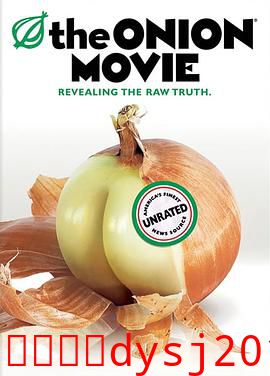 the ONION
MOVIE
REVEALING THE RAW TRUTH.
AMERICA'S FINEST
UNRATED
NEWS SOURCE
dysj20